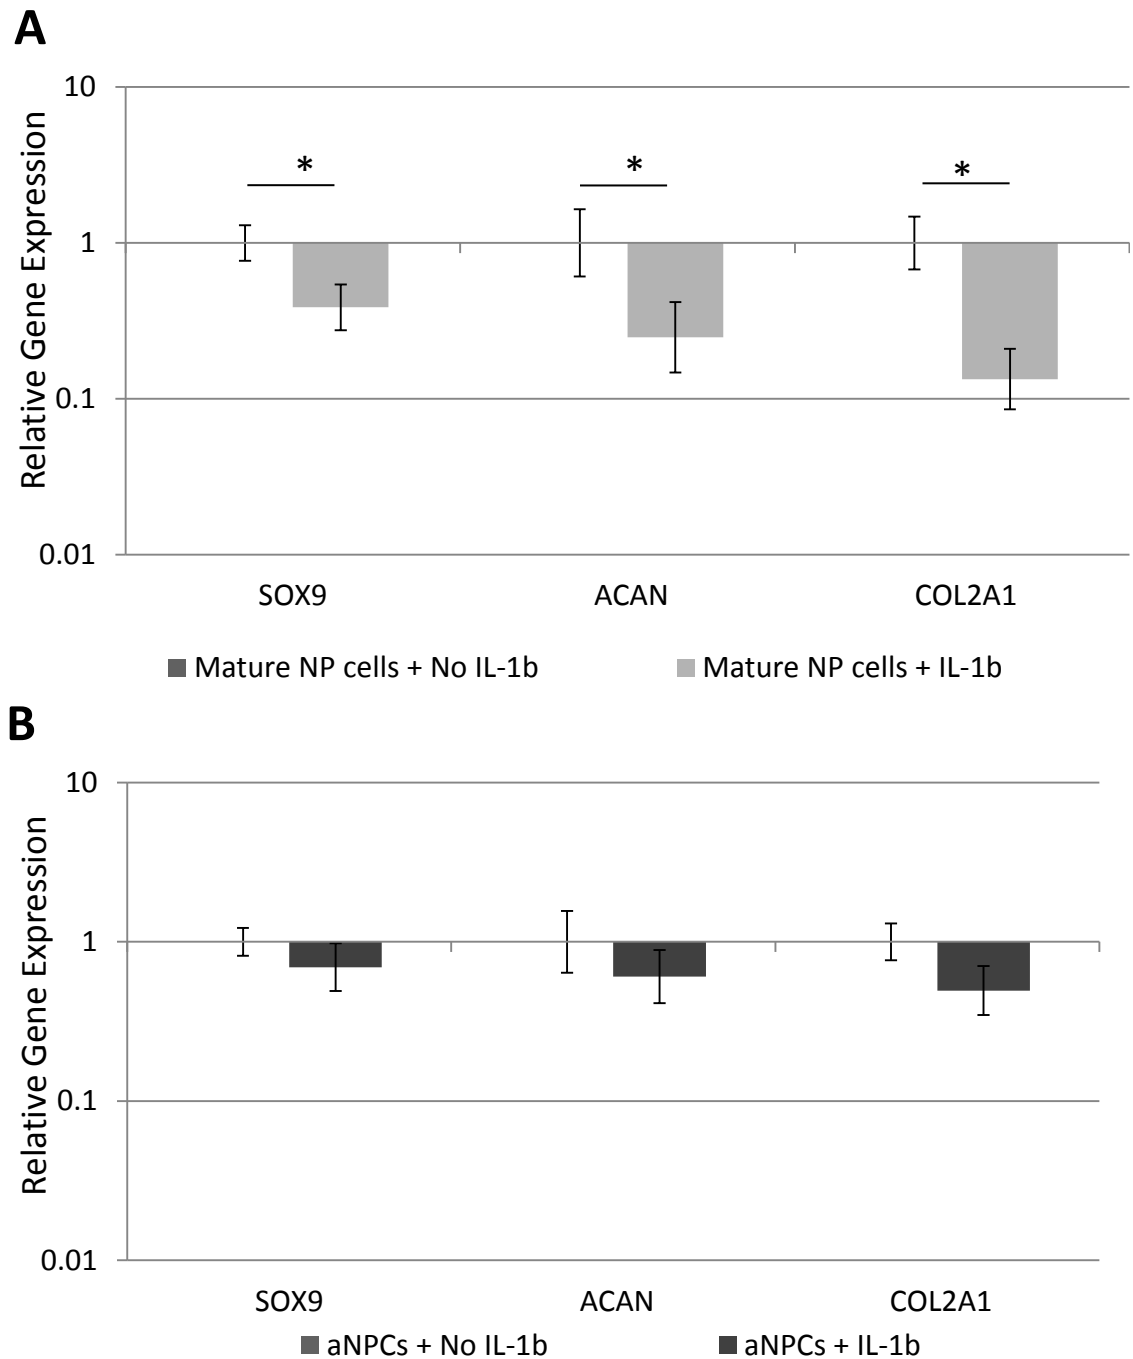 A
10
* * *
1
0.1
0.01
Relative Gene Expression
SOX9 ACAN COL2A1
Mature NP cells + No IL-1b Mature NP cells + IL-1b
B
10
1
0.1
0.01
Relative Gene Expression
SOX9 ACAN COL2A1
aNPCs + No IL-1b aNPCs + IL-1b